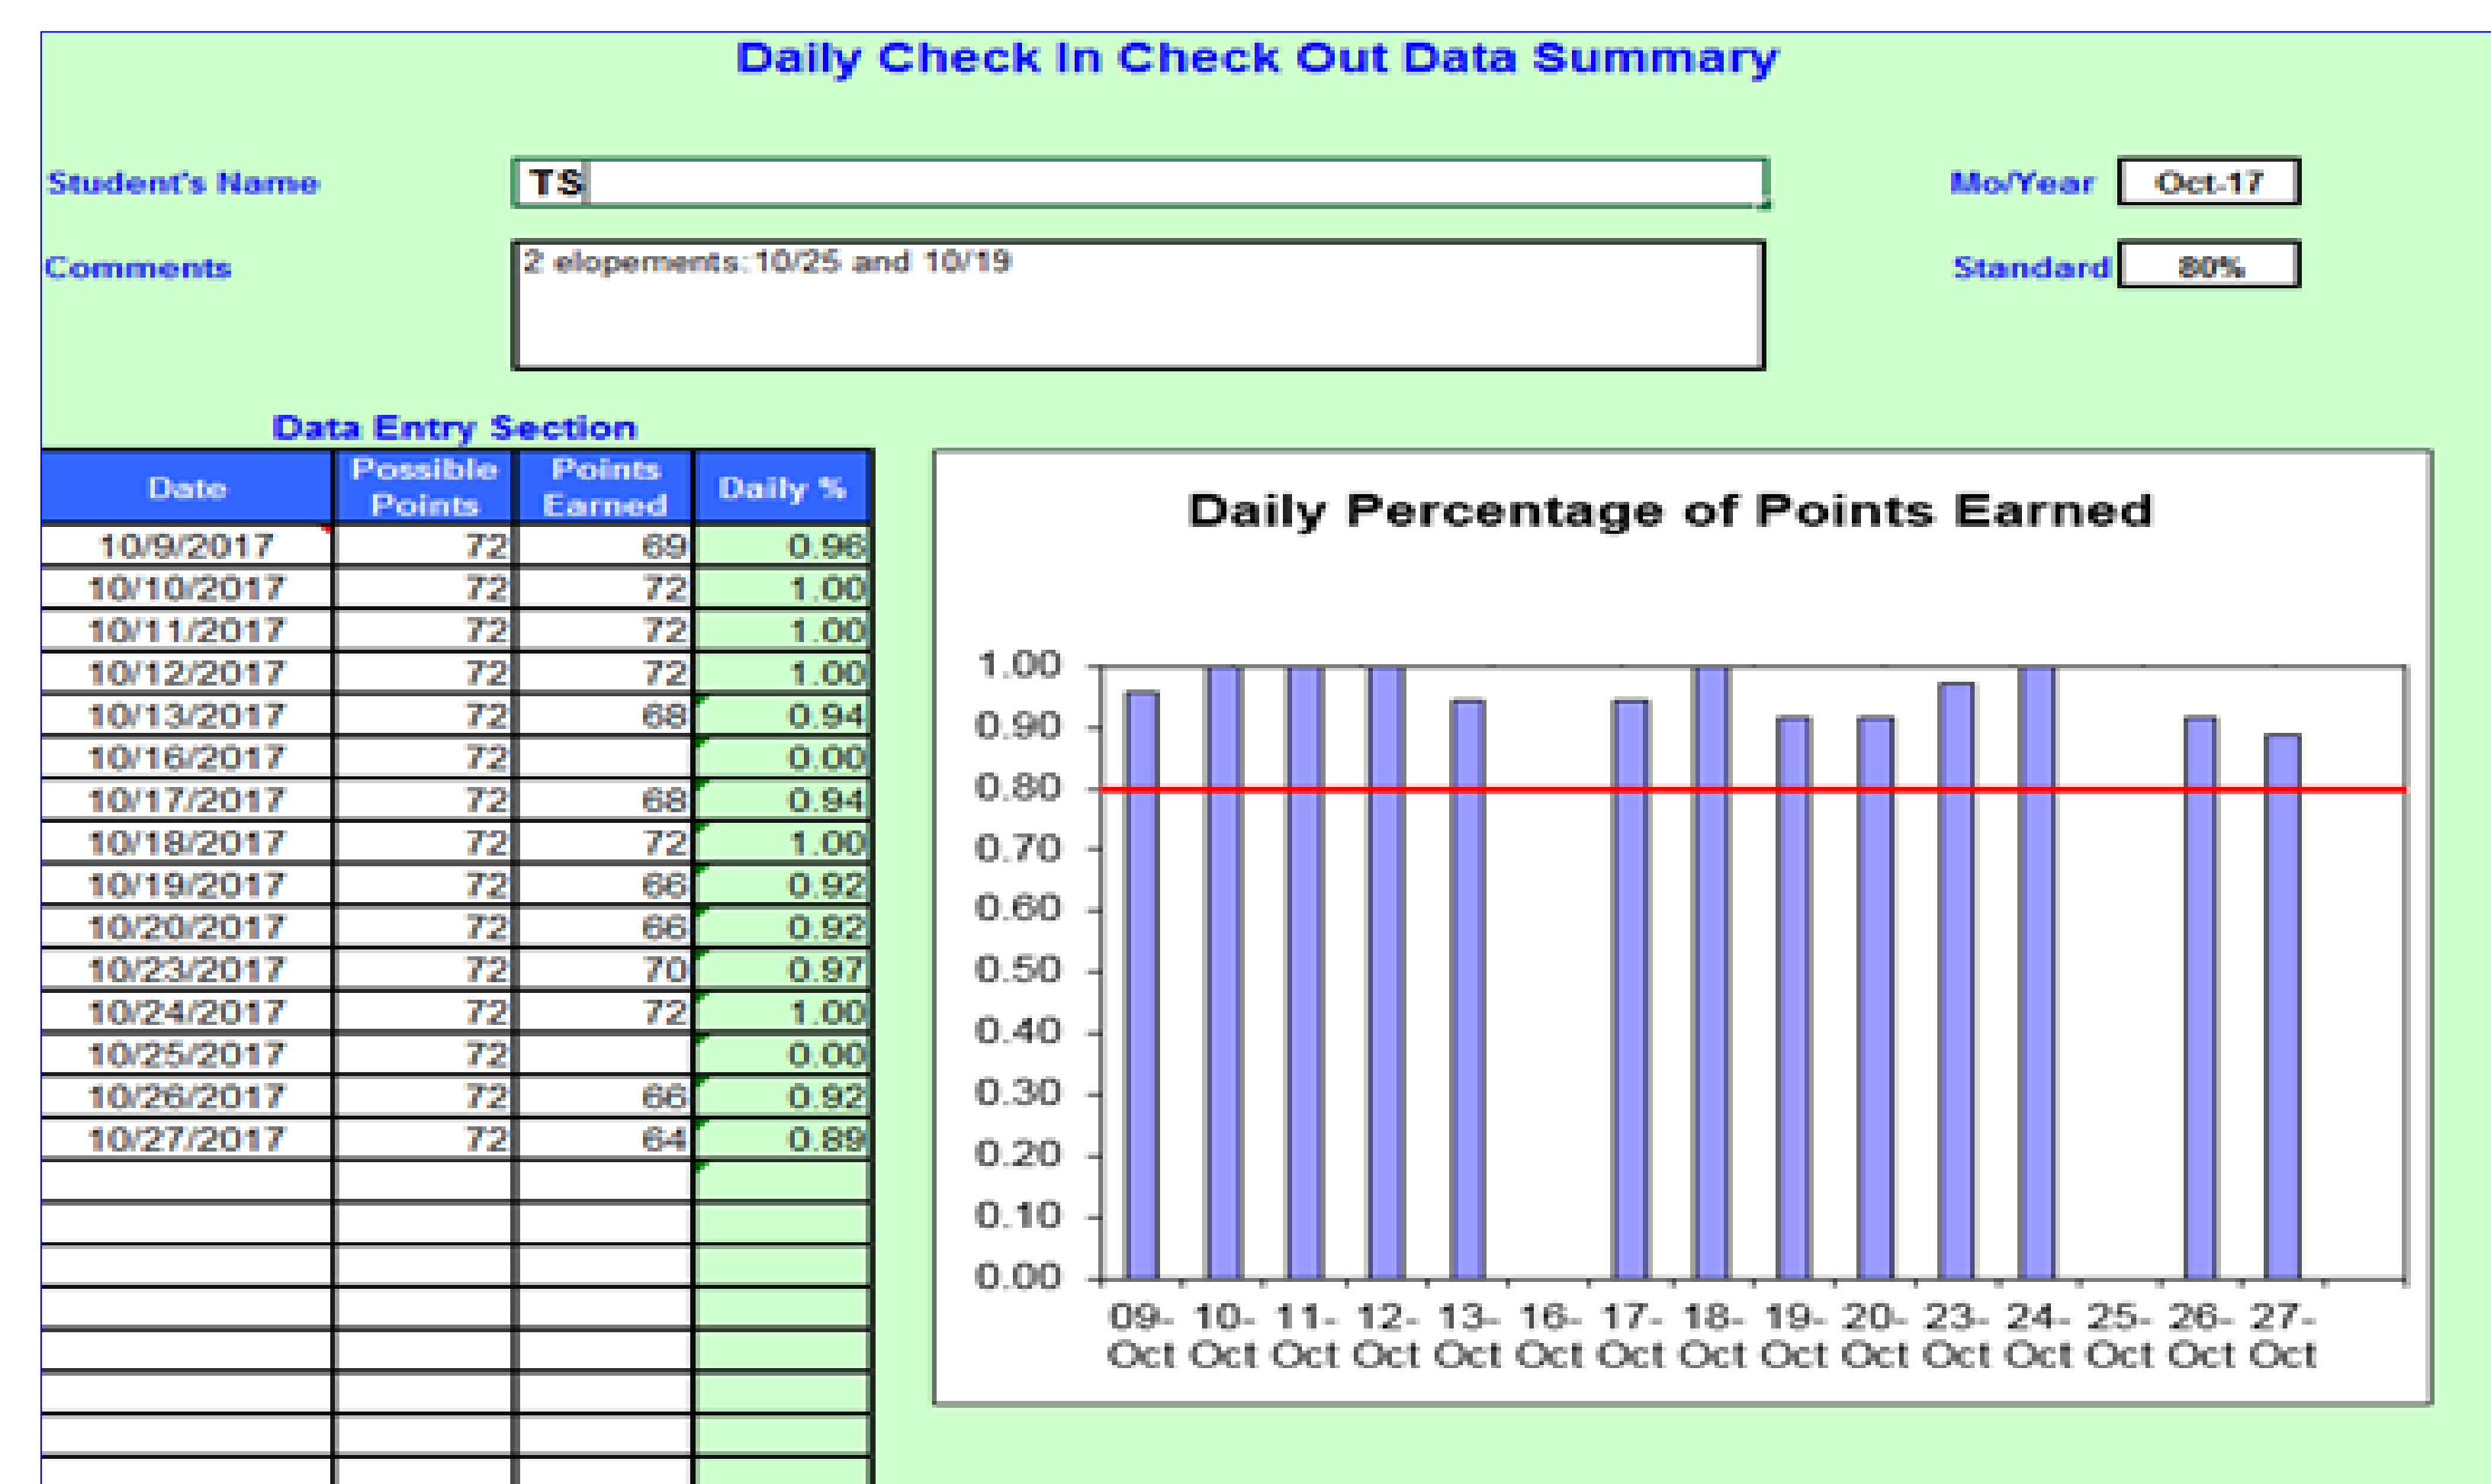 Daily Check In Check Out Data Summary
Student's Name TS Mo/Year Oct-17
Comments 2 elopements:10/25 and 10/19 Standard 80%
Data Entry Section
Date Possible Points Points Earned Daily %
10/9/2017 72 69 0.96
10/10/2017 72 72 1.00
10/11/2017 72 72 1.00
10/12/2017 72 72 1.00
10/13/2017 72 68 0.94
10/16/2017 72 0.00
10/17/2017 72 68 0.94
10/18/2017 72 72 1.00
10/19/2017 72 66 0.92
10/20/2017 72 66 0.92
10/23/2017 72 70 0.97
10/24/2017 72 72 1.00
10/25/2017 72 0.00
10/26/2017 72 66 0.92
10/27/2017 72 64 0.89
Daily Percentage of Points Earned
1.00
0.90
0.80
0.70
0.60
0.50
0.40
0.30
0.20
0.10
0.00
09- 10- 11- 12- 13- 16- 17- 18- 19- 20- 23- 24- 25- 26- 27-
Oct Oct Oct Oct Oct Oct Oct Oct Oct Oct Oct Oct Oct Oct Oct